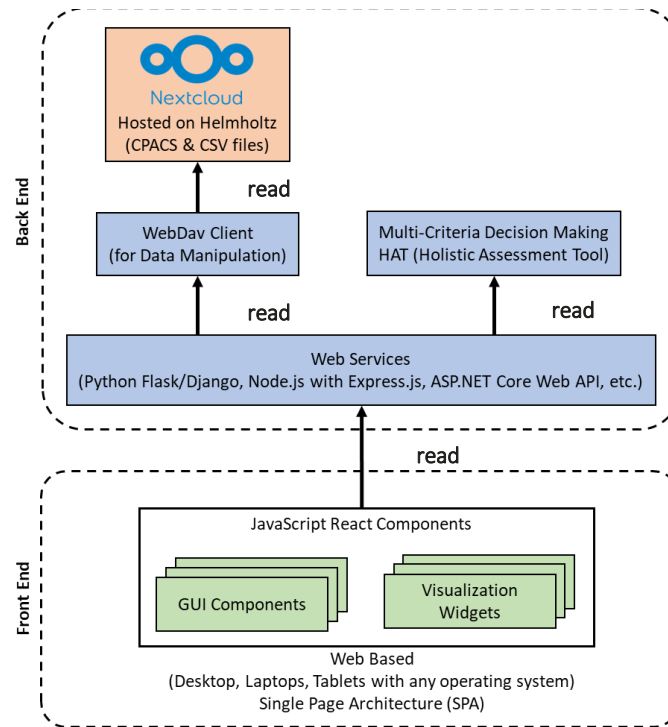 Nextcloud
Hosted on Helmholtz
(CPACS & CSV files)
read
Back End
WebDav Client
(for Data Manipulation)
Multi-Criteria Decision Making
HAT (Holistic Assessment Tool)
read
read
Web Services
(Python Flask/Django, Node.js with Express.js, ASP.NET Core Web API, etc.)
read
Front End
JavaScript React Components
GUI Components
Visualization
Widgets
Web Based
(Desktop, Laptops, Tablets with any operating system)
Single Page Architecture (SPA)